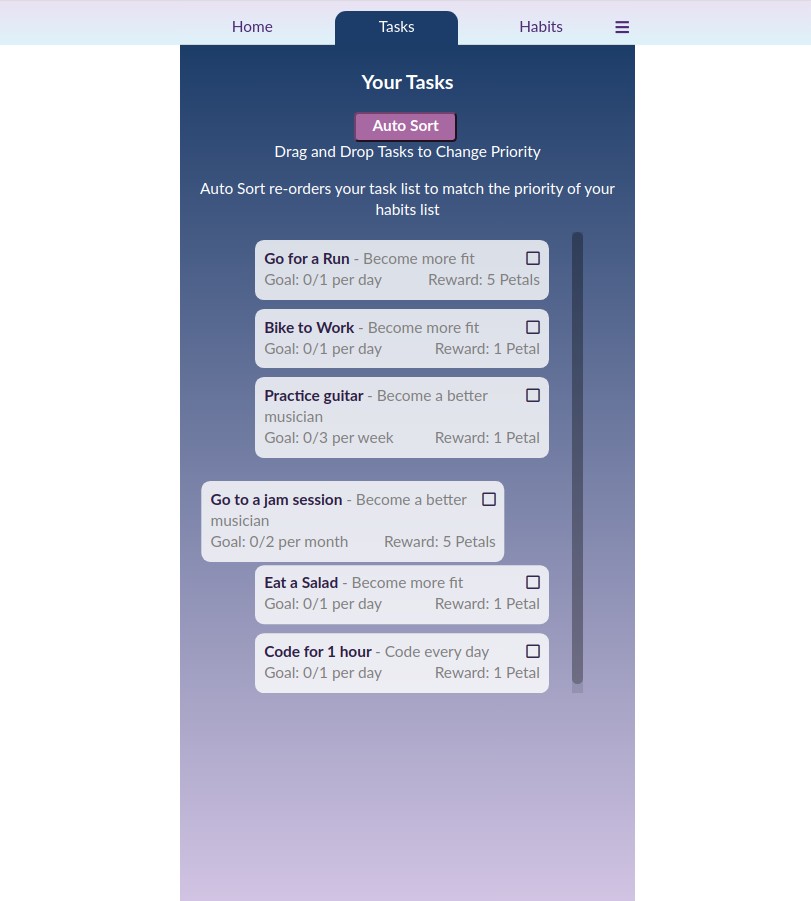 Home Tasks Habits
Your Tasks
Auto Sort
Drag and Drop Tasks to Change Priority
Auto Sort re-orders your task list to match the priority of your
habits list
Go for a Run - Become more fit
Goal: 0/1 per day Reward: 5 Petals
Bike to Work - Become more fit
Goal: 0/1 per day Reward: 1 Petal
Practice guitar - Become a better
musician
Goal: 0/3 per week Reward: 1 Petal
Go to a jam session - Become a better
musician
Goal: 0/2 per month Reward: 5 Petals
Eat a Salad - Become more fit
Goal: 0/1 per day Reward: 1 Petal
Code for 1 hour - Code every day
Goal: 0/1 per day Reward: 1 Petal